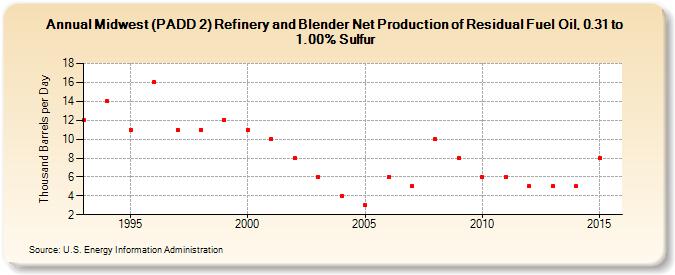 Annual Midwest (PADD 2) Refinery and Blender Net Production of Residual Fuel Oil, 0.31 to
1.00% Sulfur
Thousand Barrels per Day
18
16
14
12
10
8
6
4
2
1995 2000 2005 2010 2015
Source: U.S. Energy Information Administration